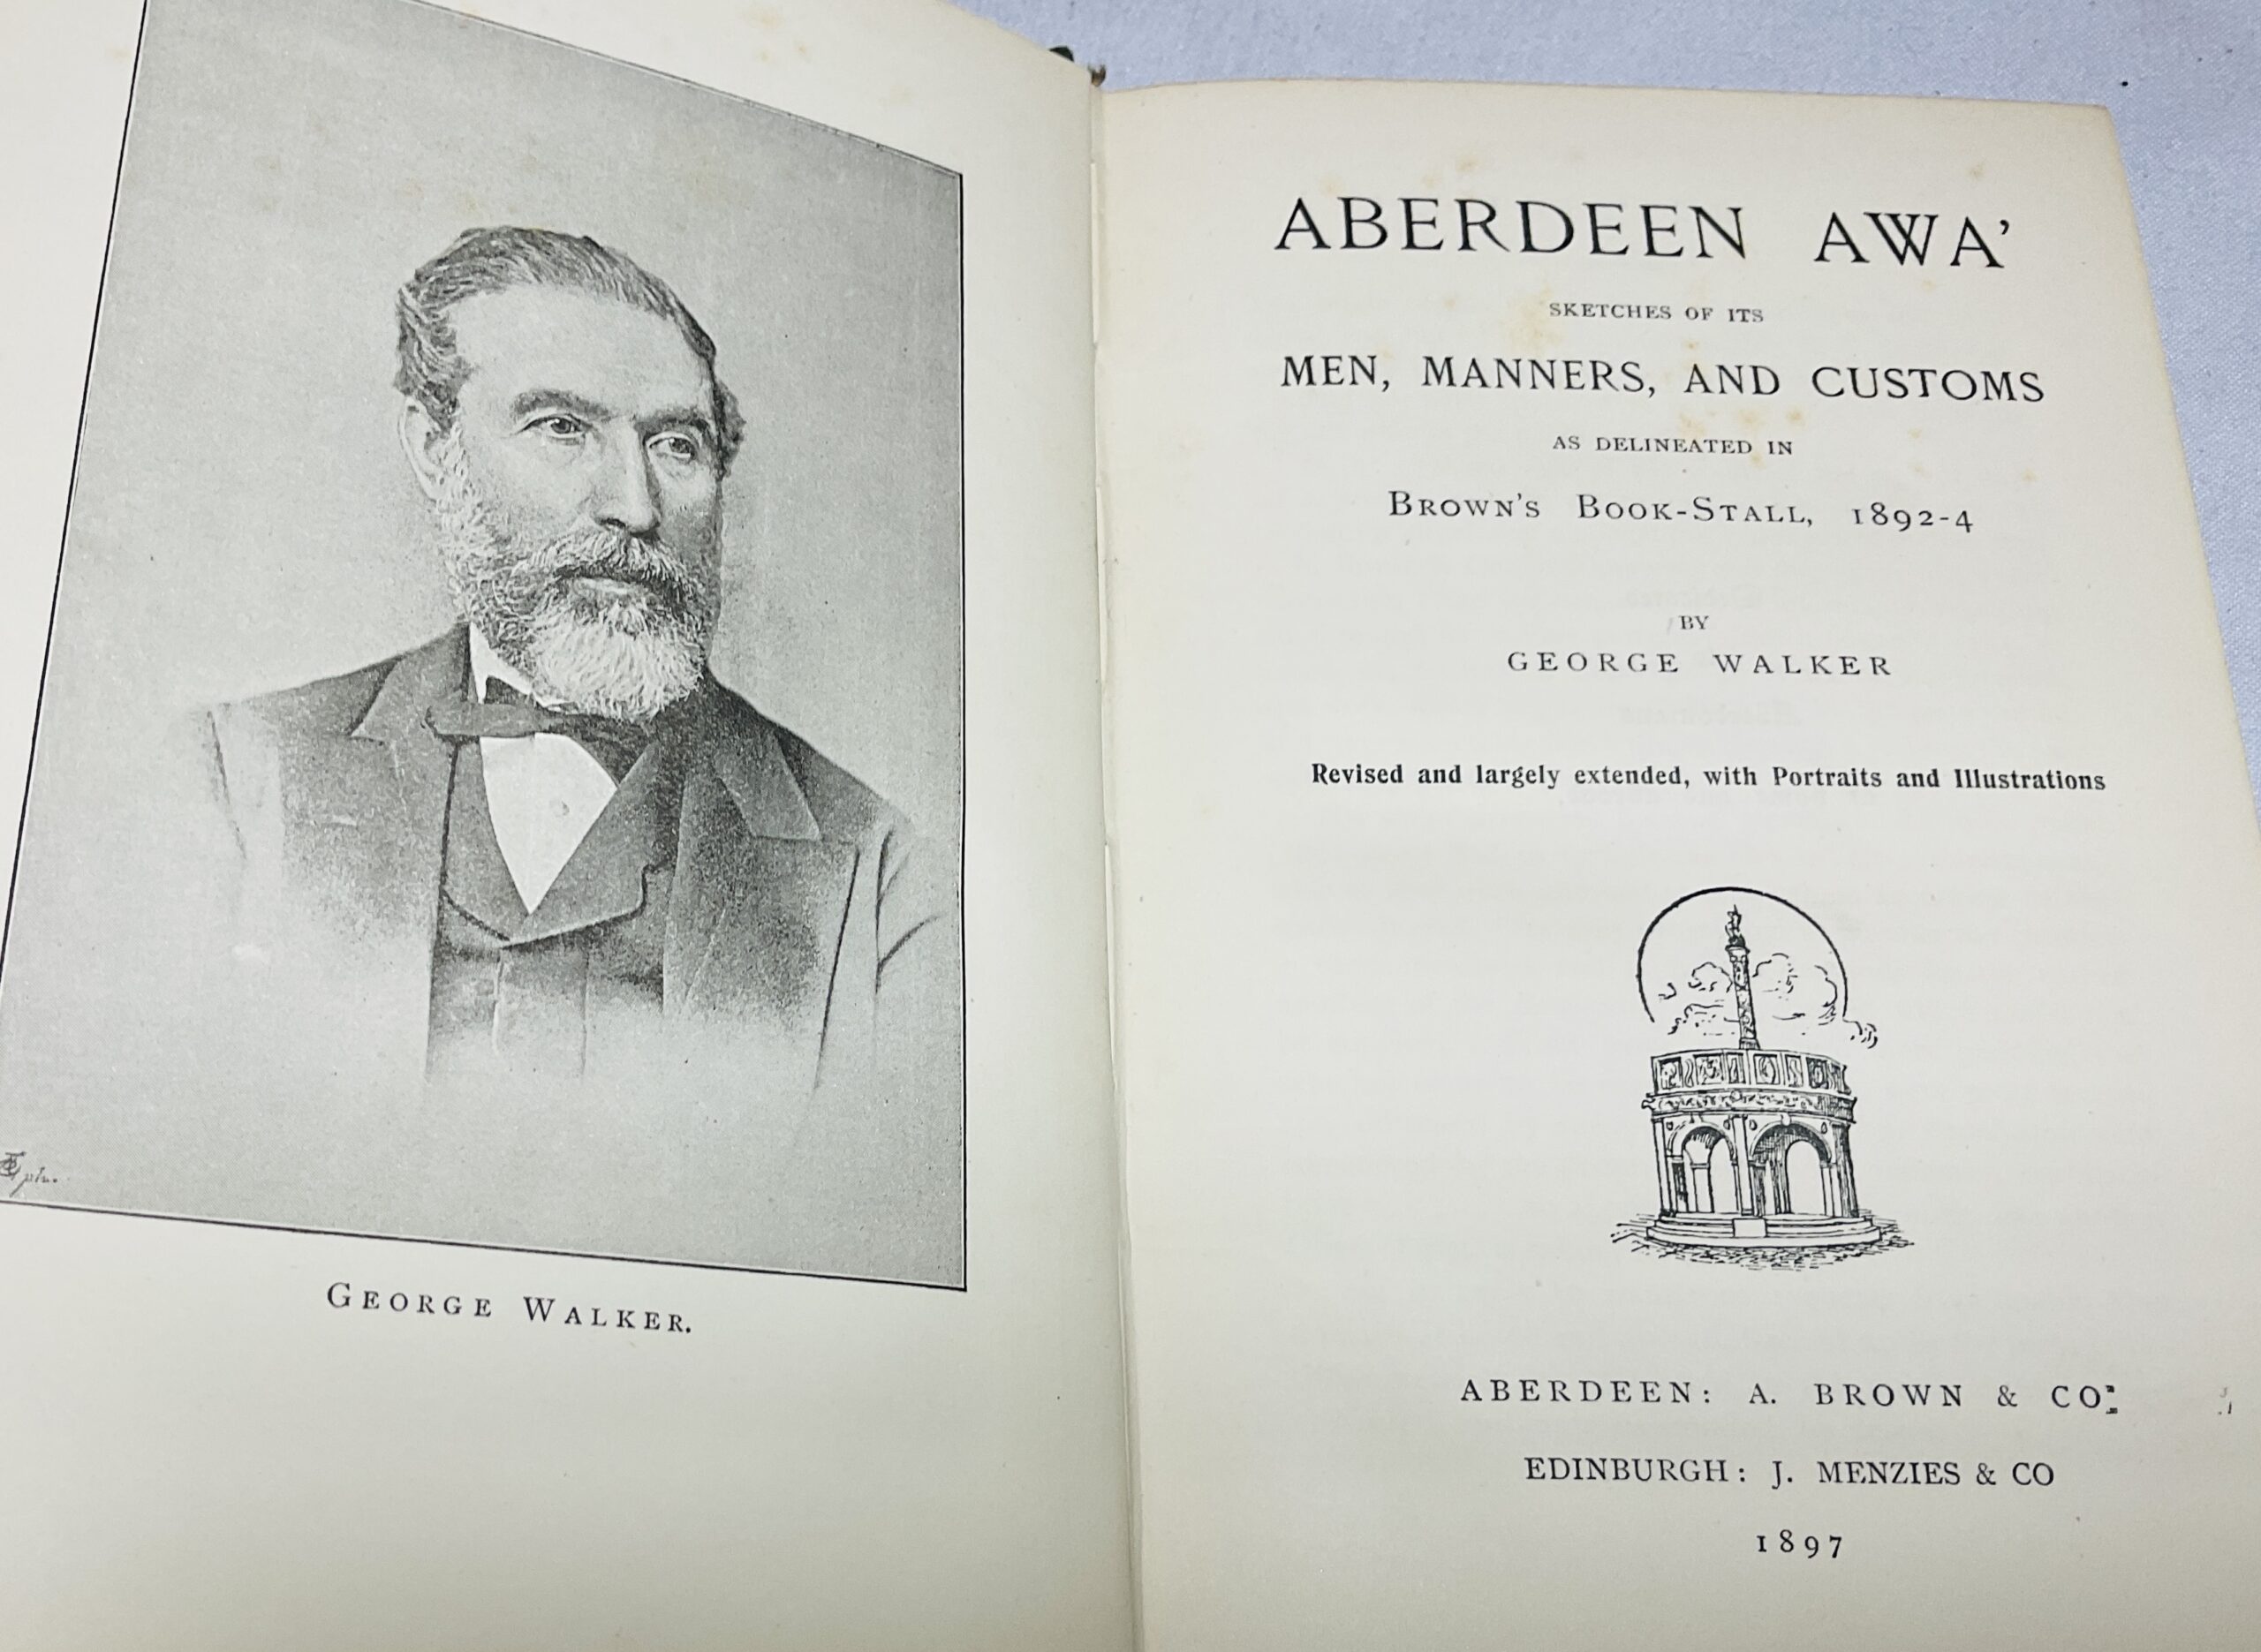 GEORGE WALKER.
ABERDEEN AWA'
SKETCHES OF ITS
MEN, MANNERS, AND CUSTOMS
AS DELINEATED IN
BROWN'S BOOK-STALL, 1892-4
BY
GEORGE WALKER
Revised and largely extended, with Portraits and Illustrations
ABERDEEN: A. BROWN & CO.
EDINBURGH: J. MENZIES & CO
1897